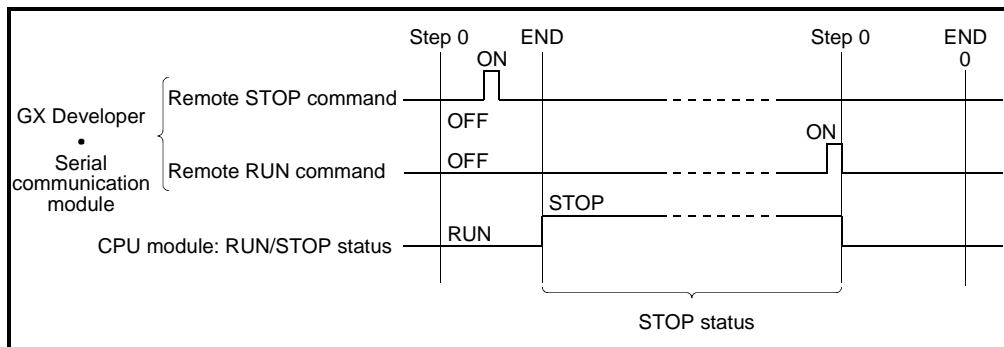 Step 0 END Step 0 END
ON 0
Remote STOP command
GX Developer OFF
• ON
Serial Remote RUN command OFF
communication
module STOP
CPU module: RUN/STOP status RUN
STOP status